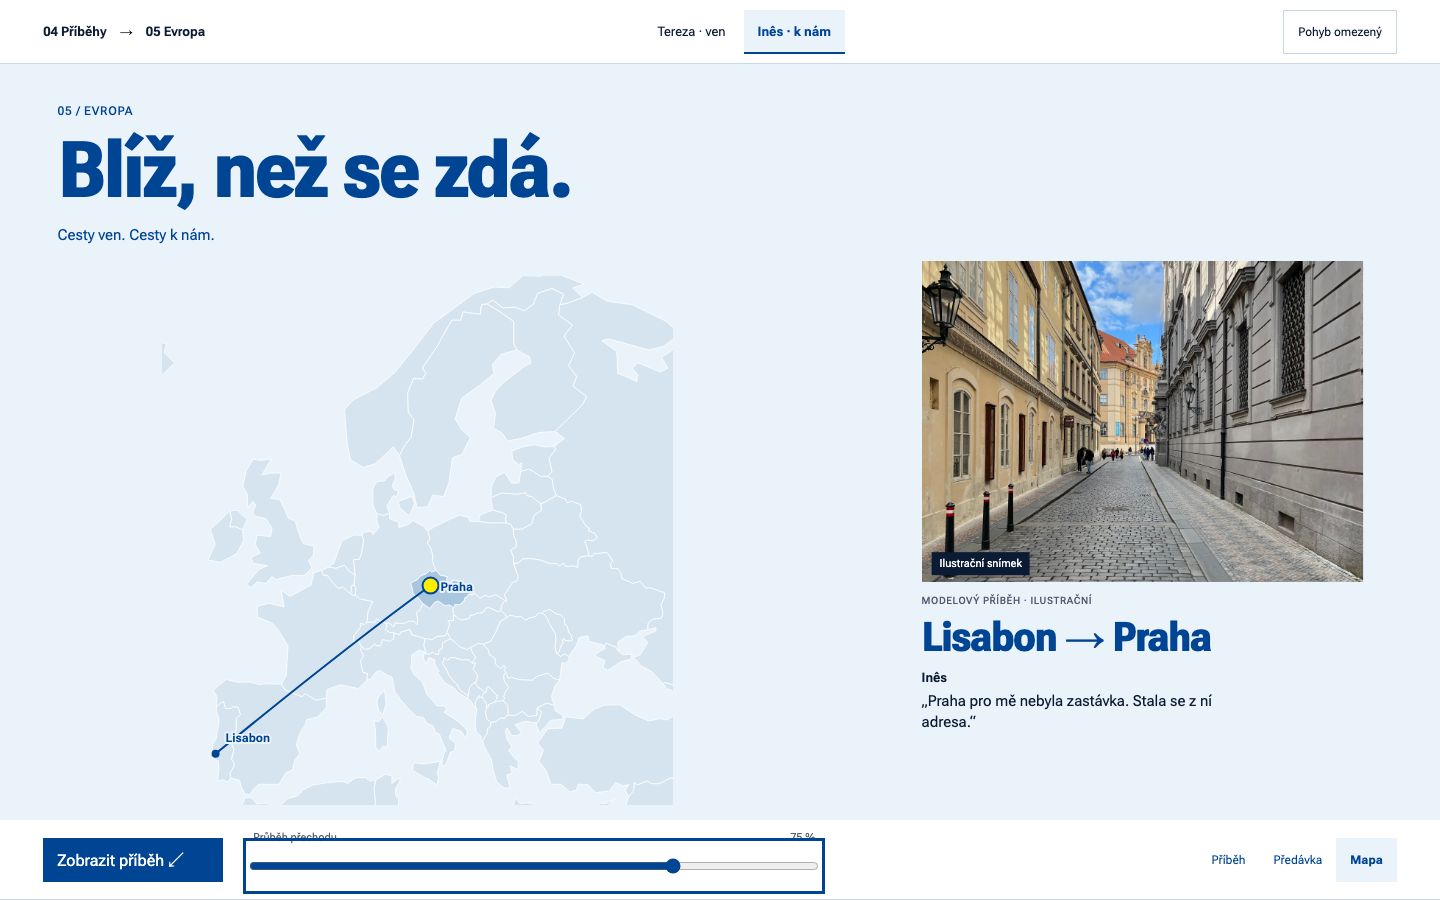 04 Příběhy → 05 Evropa
Tereza · ven
Inês · k nám
Pohyb omezený
05 / EVROPA
Blíž, než se zdá.
Cesty ven. Cesty k nám.
Praha
Lisabon
Ilustrační snímek
MODELOVÝ PŘÍBĚH · ILUSTRAČNÍ
Lisabon → Praha
Inês
„Praha pro mě nebyla zastávka. Stala se z ní
adresa.“
Zobrazit příběh ↙
Průběh přechodu
75 %
Příběh
Předávka
Mapa